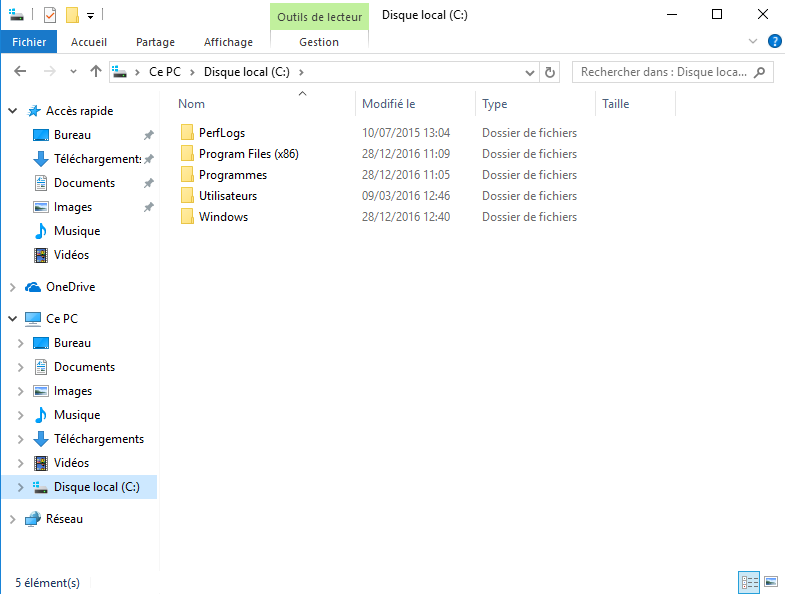 Outils de lecteur Disque local (C:)
Fichier Accueil Partage Affichage Gestion
Ce PC Disque local (C:) Rechercher dans : Disque loca...
Accès rapide
Bureau
Téléchargements
Documents
Images
Musique
Vidéos
OneDrive
Ce PC
Bureau
Documents
Images
Musique
Téléchargements
Vidéos
Disque local (C:)
Réseau
Nom Modifié le Type Taille
PerfLogs 10/07/2015 13:04 Dossier de fichiers
Program Files (x86) 28/12/2016 11:09 Dossier de fichiers
Programmes 28/12/2016 11:05 Dossier de fichiers
Utilisateurs 09/03/2016 12:46 Dossier de fichiers
Windows 28/12/2016 12:40 Dossier de fichiers
5 élément(s)